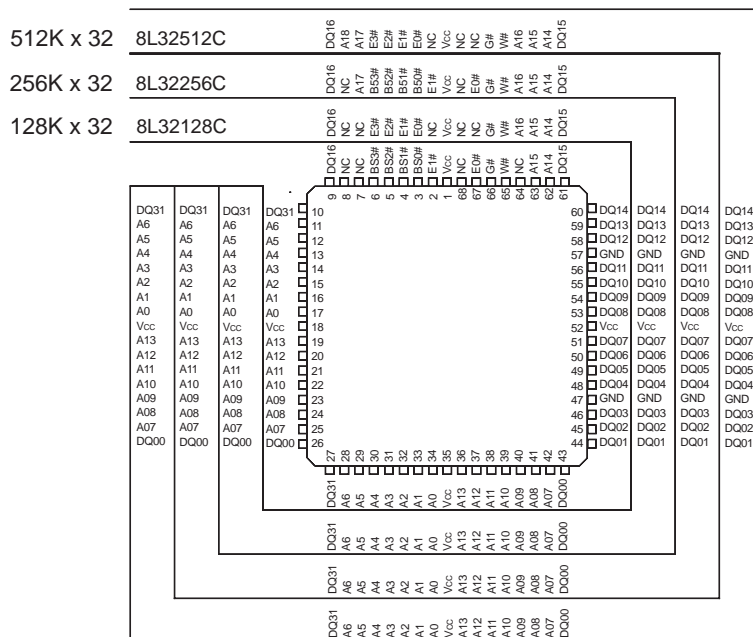 512K x 32 8L32512C DQ16 A18 A17 E3# E2# E1# E0# NC Vcc NC NC G# W# A16 A15 A14 DQ15
256K x 32 8L32256C DQ16 NC A17 B53# B52# B51# B50# E1# Vcc NC E0# G# W# A16 A15 A14 DQ15
128K x 32 8L32128C DQ16 NC NC E3# E2# E1# E0# NC Vcc NC NC G# W# A16 A15 A14 DQ15
DQ16 NC NC BS3# BS2# BS1# BS0# E1# Vcc NC E0# G# W# NC A15 A14 DQ15
9 8 7 6 5 4 3 2 1 68 67 66 65 64 63 62 61
DQ31 DQ31 DQ31 DQ31 10 60 DQ14 DQ14 DQ14 DQ14
A6 A6 A6 A6 11 59 DQ13 DQ13 DQ13 DQ13
A5 A5 A5 A5 12 58 DQ12 DQ12 DQ12 DQ12
A4 A4 A4 A4 13 57 GND GND GND GND
A3 A3 A3 A3 14 56 DQ11 DQ11 DQ11 DQ11
A2 A2 A2 A2 15 55 DQ10 DQ10 DQ10 DQ10
A1 A1 A1 A1 16 54 DQ09 DQ09 DQ09 DQ09
A0 A0 A0 A0 17 53 DQ08 DQ08 DQ08 DQ08
Vcc Vcc Vcc Vcc 18 52 Vcc Vcc Vcc Vcc
A13 A13 A13 A13 19 51 DQ07 DQ07 DQ07 DQ07
A12 A12 A12 A12 20 50 DQ06 DQ06 DQ06 DQ06
A11 A11 A11 A11 21 49 DQ05 DQ05 DQ05 DQ05
A10 A10 A10 A10 22 48 DQ04 DQ04 DQ04 DQ04
A09 A09 A09 A09 23 47 GND GND GND GND
A08 A08 A08 A08 24 46 DQ03 DQ03 DQ03 DQ03
A07 A07 A07 A07 25 45 DQ02 DQ02 DQ02 DQ02
DQ00 DQ00 DQ00 DQ00 26 44 DQ01 DQ01 DQ01 DQ01
27 28 29 30 31 32 33 34 35 36 37 38 39 40 41 42 43
DQ31 A6 A5 A4 A3 A2 A1 A0 Vcc A13 A12 A11 A10 A09 A08 A07 DQ00
DQ31 A6 A5 A4 A3 A2 A1 A0 Vcc A13 A12 A11 A10 A09 A08 A07 DQ00
DQ31 A6 A5 A4 A3 A2 A1 A0 Vcc A13 A12 A11 A10 A09 A08 A07 DQ00
DQ31 A6 A5 A4 A3 A2 A1 A0 Vcc A13 A12 A11 A10 A09 A08 A07 DQ00